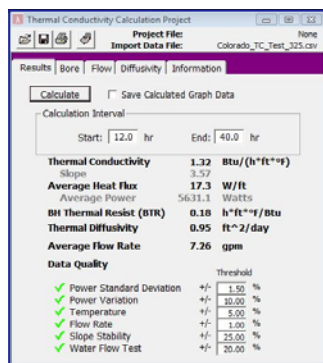 Thermal Conductivity Calculation Project
Project File: None
Import Data File: Colorado_TC_Test_325.csv
Results Bore Flow Diffusivity Information
Calculate Save Calculated Graph Data
Calculation Interval
Start: 12.0 hr End: 40.0 hr
Thermal Conductivity 1.32 Btu/(h*ft*°F)
Slope 3.57
Average Heat Flux 17.3 W/ft
Average Power 5631.1 Watts
BH Thermal Resist (BTR) 0.18 h*ft*°F/Btu
Thermal Diffusivity 0.95 ft^2/day
Average Flow Rate 7.26 gpm
Data Quality
Threshold
Power Standard Deviation +/- 1.50 %
Power Variation +/- 10.00 %
Temperature +/- 5.00 %
Flow Rate +/- 1.00 %
Slope Stability +/- 25.00 %
Water Flow Test +/- 20.00 %